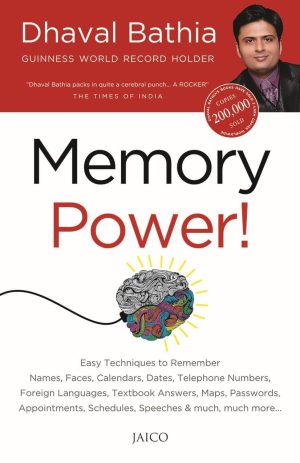 Dhaval Bathia
GUINNESS WORLD RECORD HOLDER
"Dhaval Bathia packs in quite a cerebral punch... A ROCKER"
THE TIMES OF INDIA
COPIES
200,000
SOLD
Memory
Power!
Easy Techniques to Remember
Names, Faces, Calendars, Dates, Telephone Numbers,
Foreign Languages, Textbook Answers, Maps, Passwords,
Appointments, Schedules, Speeches & much, much more...
JAICO